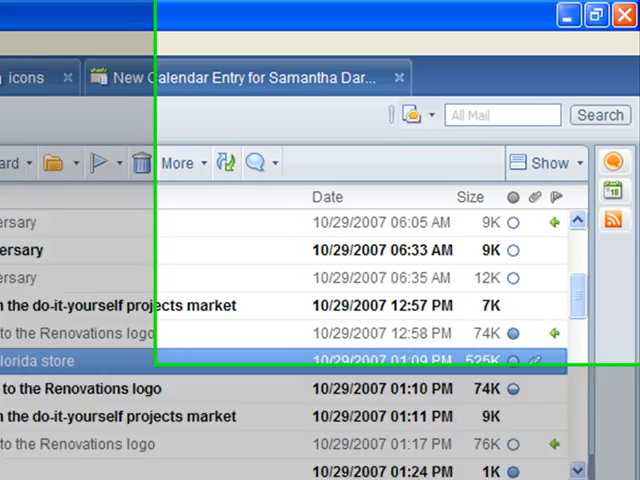 icons
New Calendar Entry for Samantha Dar...
All Mail
Search
ard
More
Show
Date Size
ersary 10/29/2007 06:05 AM 9K
ersary 10/29/2007 06:33 AM 9K
ersary 10/29/2007 06:35 AM 12K
n the do-it-yourself projects market 10/29/2007 12:57 PM 7K
to the Renovations logo 10/29/2007 12:58 PM 74K
lorida store 10/29/2007 01:09 PM 525K
to the Renovations logo 10/29/2007 01:10 PM 74K
n the do-it-yourself projects market 10/29/2007 01:11 PM 9K
to the Renovations logo 10/29/2007 01:17 PM 76K
10/29/2007 01:24 PM 1K